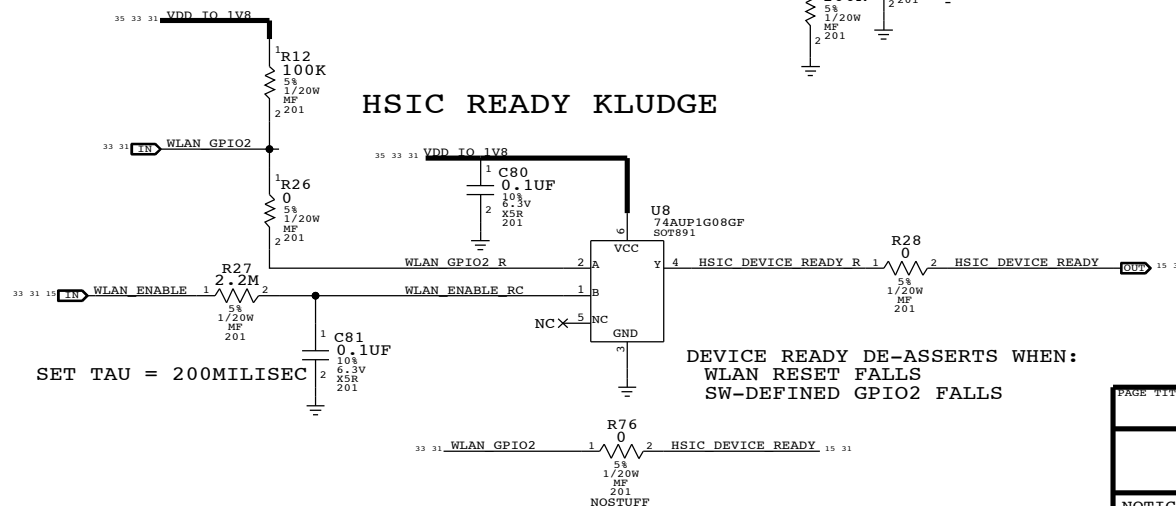 35 33 31 VDD_IO_1V8
1 R12
100K
5%
1/20W
MF
2 201
5%
1/20W
MF
2 201
2
HSIC READY KLUDGE
33 31 IN WLAN_GPIO2
35 33 31 VDD_IO_1V8
1 C80
0.1UF
10%
6.3V
2 X5R
201
1 R26
0
5%
1/20W
MF
2 201
U8
74AUP1G08GF
SOT891
6
VCC
WLAN_GPIO2_R 2 A
Y 4 HSIC_DEVICE_READY_R 1
R28
0
2 HSIC_DEVICE_READY OUT 15
5%
1/20W
MF
201
33 31 15 IN WLAN_ENABLE 1
R27
2.2M
2 WLAN_ENABLE_RC 1 B
5%
1/20W
MF
201
NC 5 NC
GND
3
1 C81
0.1UF
10%
6.3V
2 X5R
201
SET TAU = 200MILISEC
DEVICE READY DE-ASSERTS WHEN:
WLAN RESET FALLS
SW-DEFINED GPIO2 FALLS
33 31 WLAN_GPIO2 1
R76
0
2 HSIC_DEVICE_READY 15 31
5%
1/20W
MF
201
NOSTUFF